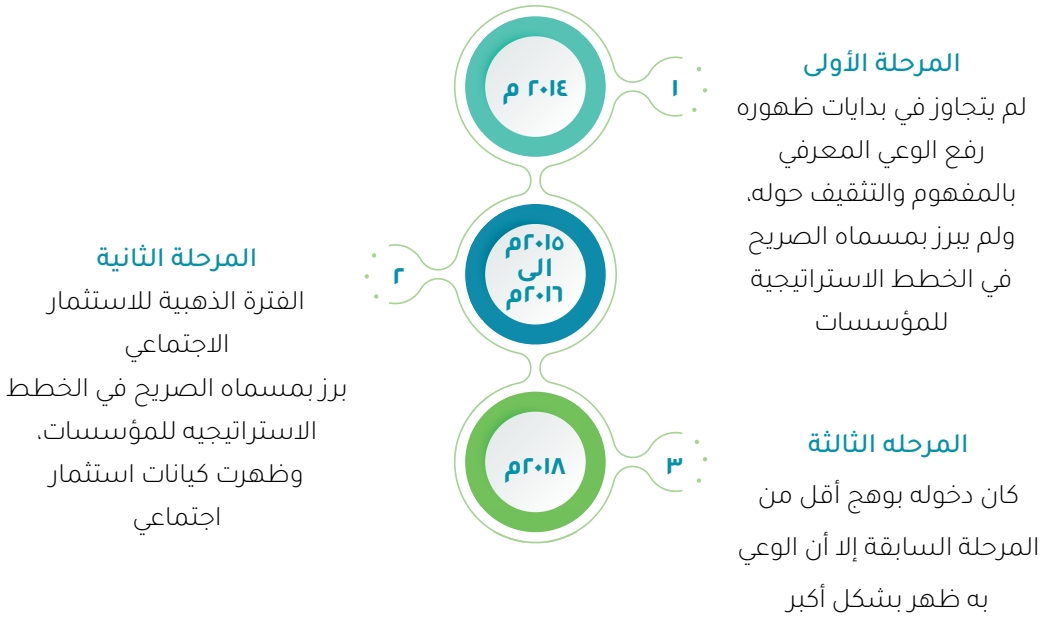 المرحلة الأولى
لم يتجاوز في بدايات ظهوره
رفع الوعي المعرفي
بالمفهوم والتثقيف حوله،
ولم يبرز بمسماه الصريح
في الخطط الاستراتيجية
للمؤسسات
١
٢٠١٤ م
٢٠١٥م
الى
٢٠١٦م
٢
المرحلة الثانية
الفترة الذهبية للاستثمار
الاجتماعي
برز بمسماه الصريح في الخطط
الاستراتيجيه للمؤسسات،
وظهرت كيانات استثمار
اجتماعي
المرحله الثالثة
كان دخوله بوهج أقل من
المرحلة السابقة إلا أن الوعي
به ظهر بشكل أكبر
٣
٢٠١٨م